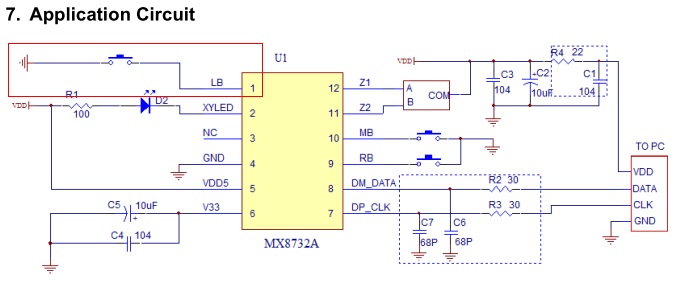 7. Application Circuit
U1
R4 22
VDD
LB
1
12
Z1
A
C3
C2
C1
R1
D2
COM
104
10uF
104
VDD
100
XYLED
2
11
Z2
B
NC
3
10
MB
TO PC
GND
4
9
RB
VDD
VDD5
5
8
DM_DATA
R2 30
DATA
C5
10uF
V33
6
7
DP_CLK
R3 30
CLK
C7
C6
GND
C4
104
MX8732A
68P
68P